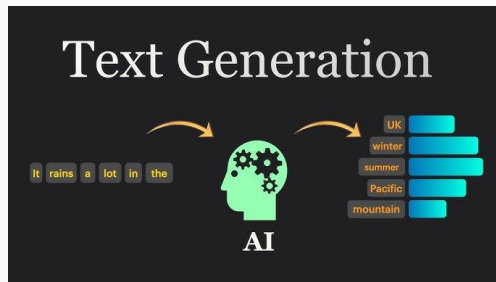 Text Generation
It rains a lot in the
AI
UK
winter
summer
Pacific
mountain